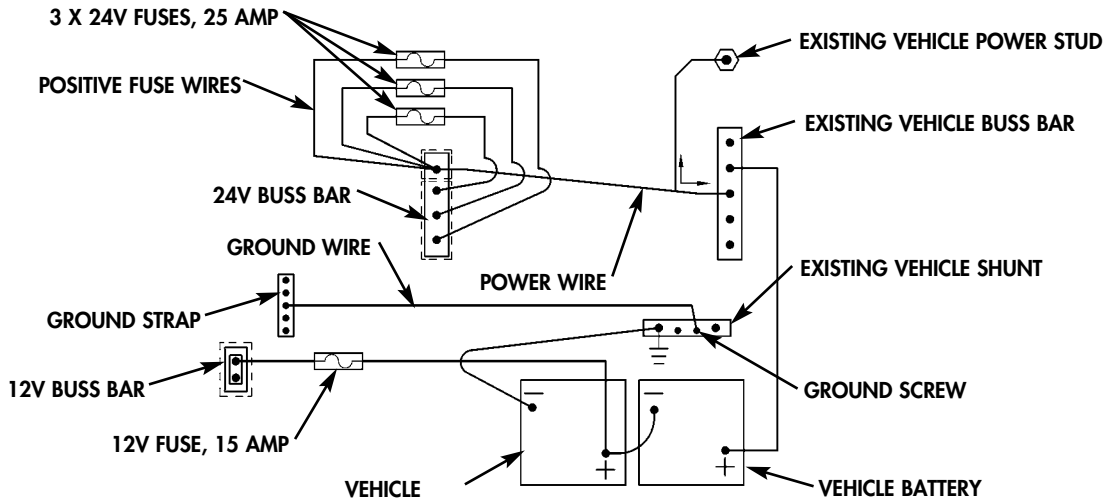 3 X 24V FUSES, 25 AMP
EXISTING VEHICLE POWER STUD
POSITIVE FUSE WIRES
EXISTING VEHICLE BUSS BAR
24V BUSS BAR
GROUND WIRE
POWER WIRE
EXISTING VEHICLE SHUNT
GROUND STRAP
12V BUSS BAR
GROUND SCREW
12V FUSE, 15 AMP
VEHICLE
VEHICLE BATTERY